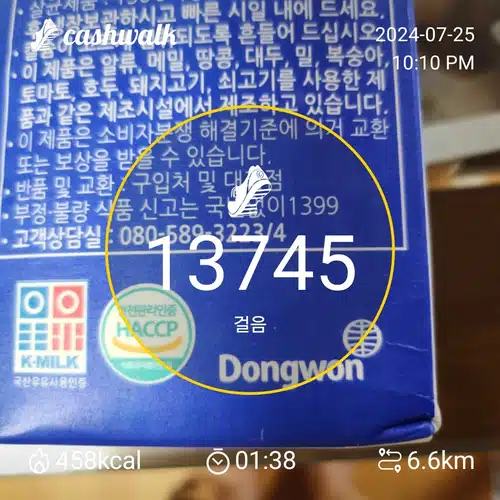 cashwalk
2024-07-25
10:10 PM
살균제품
냉장보관하시고 빠른 시일 내에 드세요.
되도록 흔들어 드십시오
· 이 제품은 알류, 메밀, 땅콩, 대두, 밀, 복숭아,
토마토, 호두, 돼지고기, 쇠고기를 사용한 제
품과 같은 제조시설에서 제조하고 있습니다.
· 이 제품은 소비자분쟁 해결기준에 의거 교환
또는 보상을 받을 수 있습니다.
· 반품 및 교환 : 구입처 및 대리점
· 부정·불량 식품 신고는 국번없이 1399
· 고객상담실 : 080-589-3223/4
13745
걸음
K-MILK
국산우유사용인증
안전관리인증
HACCP
Dongwon
458kcal
01:38
6.6km